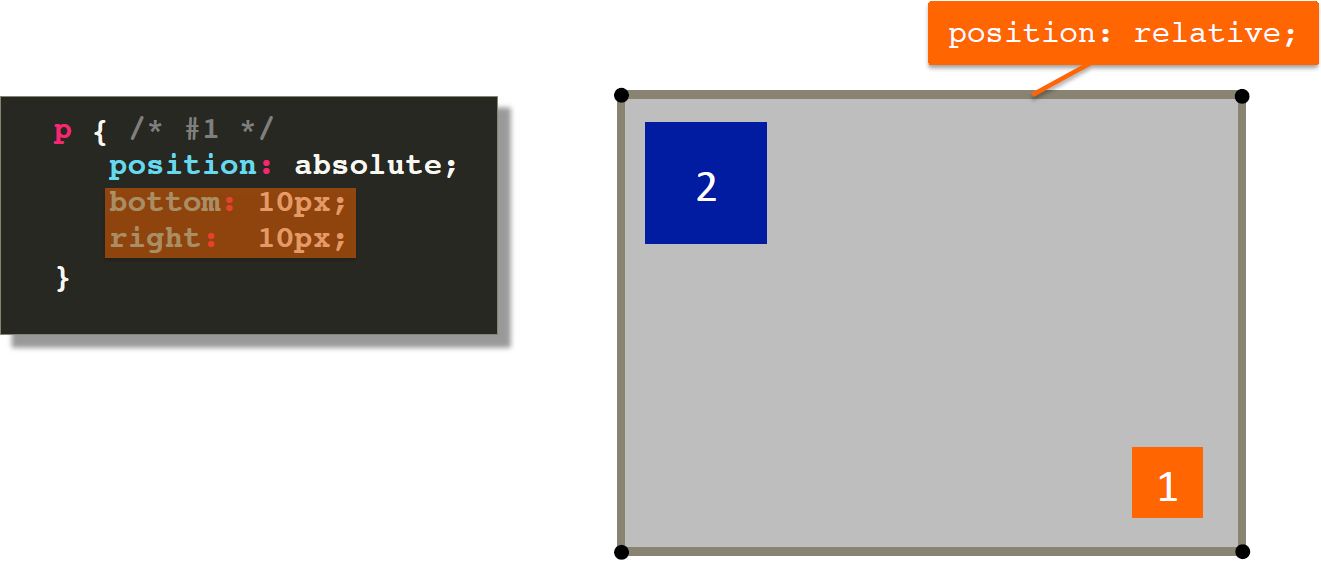 position: relative;
p { /* #1 */
position: absolute;
bottom: 10px;
right: 10px;
}
2
1